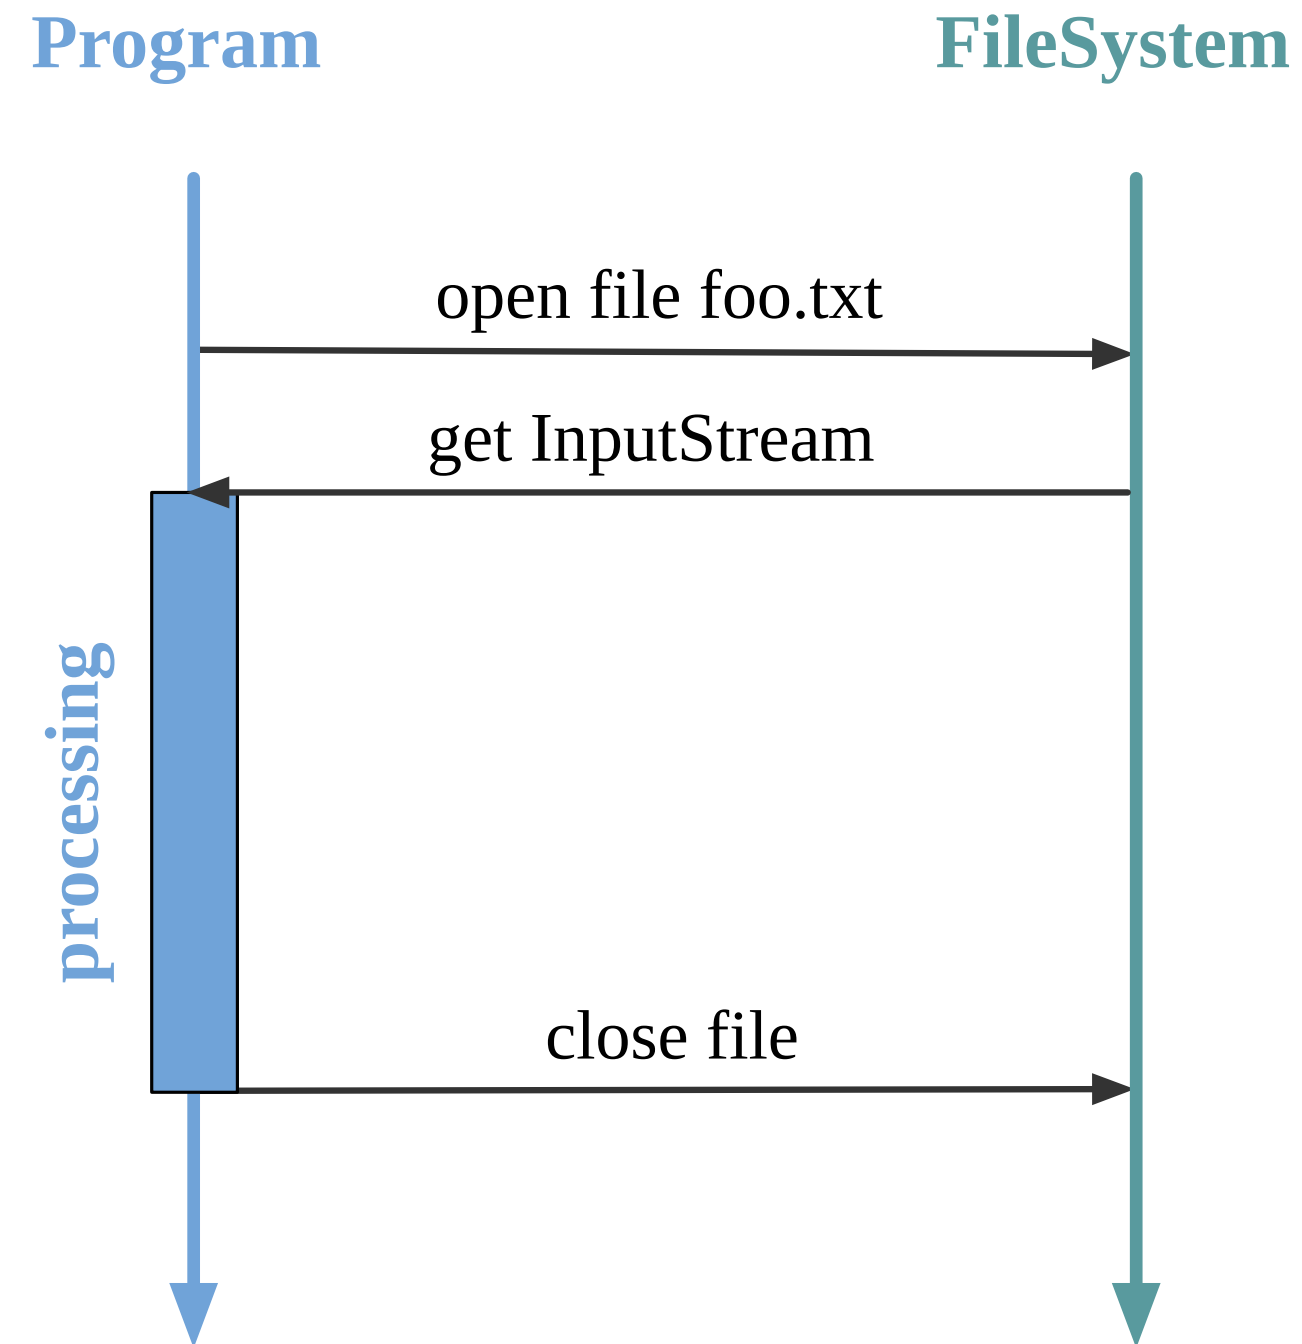 Program
FileSystem
open file foo.txt
get InputStream
processing
close file